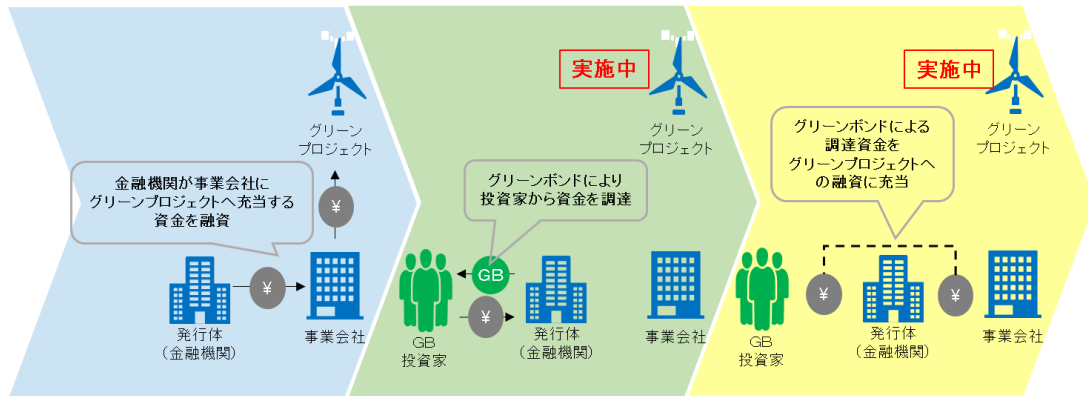 グリーン
プロジェクト
金融機関が事業会社に
グリーンプロジェクトへ充当する
資金を融資
¥
¥
発行体
(金融機関)
事業会社
実施中
グリーン
プロジェクト
グリーンボンドにより
投資家から資金を調達
GB
¥
GB
投資家
発行体
(金融機関)
事業会社
実施中
グリーン
プロジェクト
グリーンボンドによる
調達資金を
グリーンプロジェクトへ
の融資に充当
¥
¥
GB
投資家
発行体
(金融機関)
事業会社